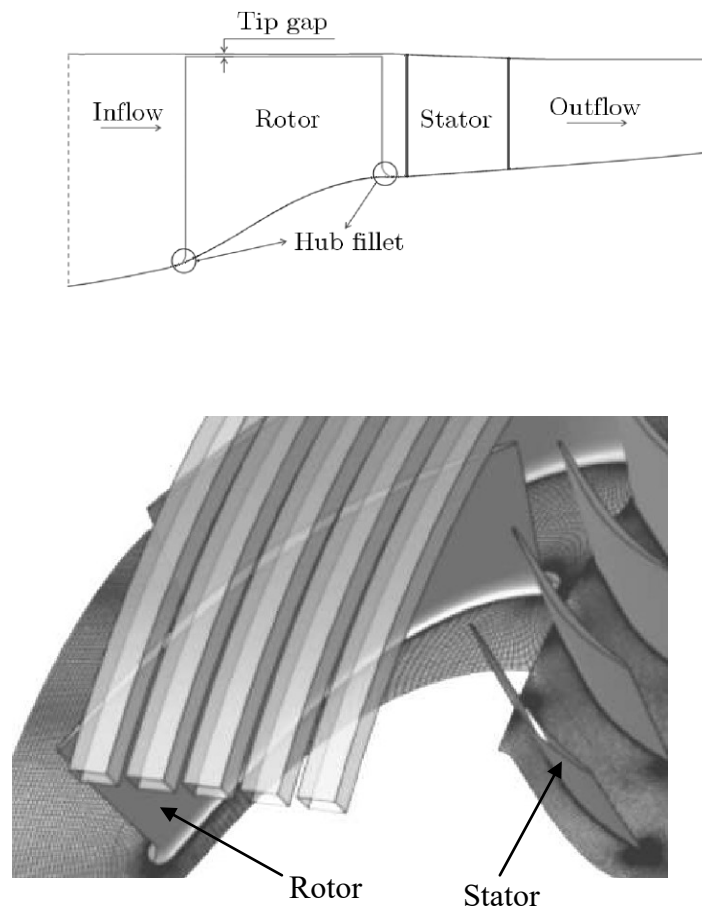 Tip gap
Inflow
Rotor
Stator
Outflow
Hub fillet
Rotor
Stator